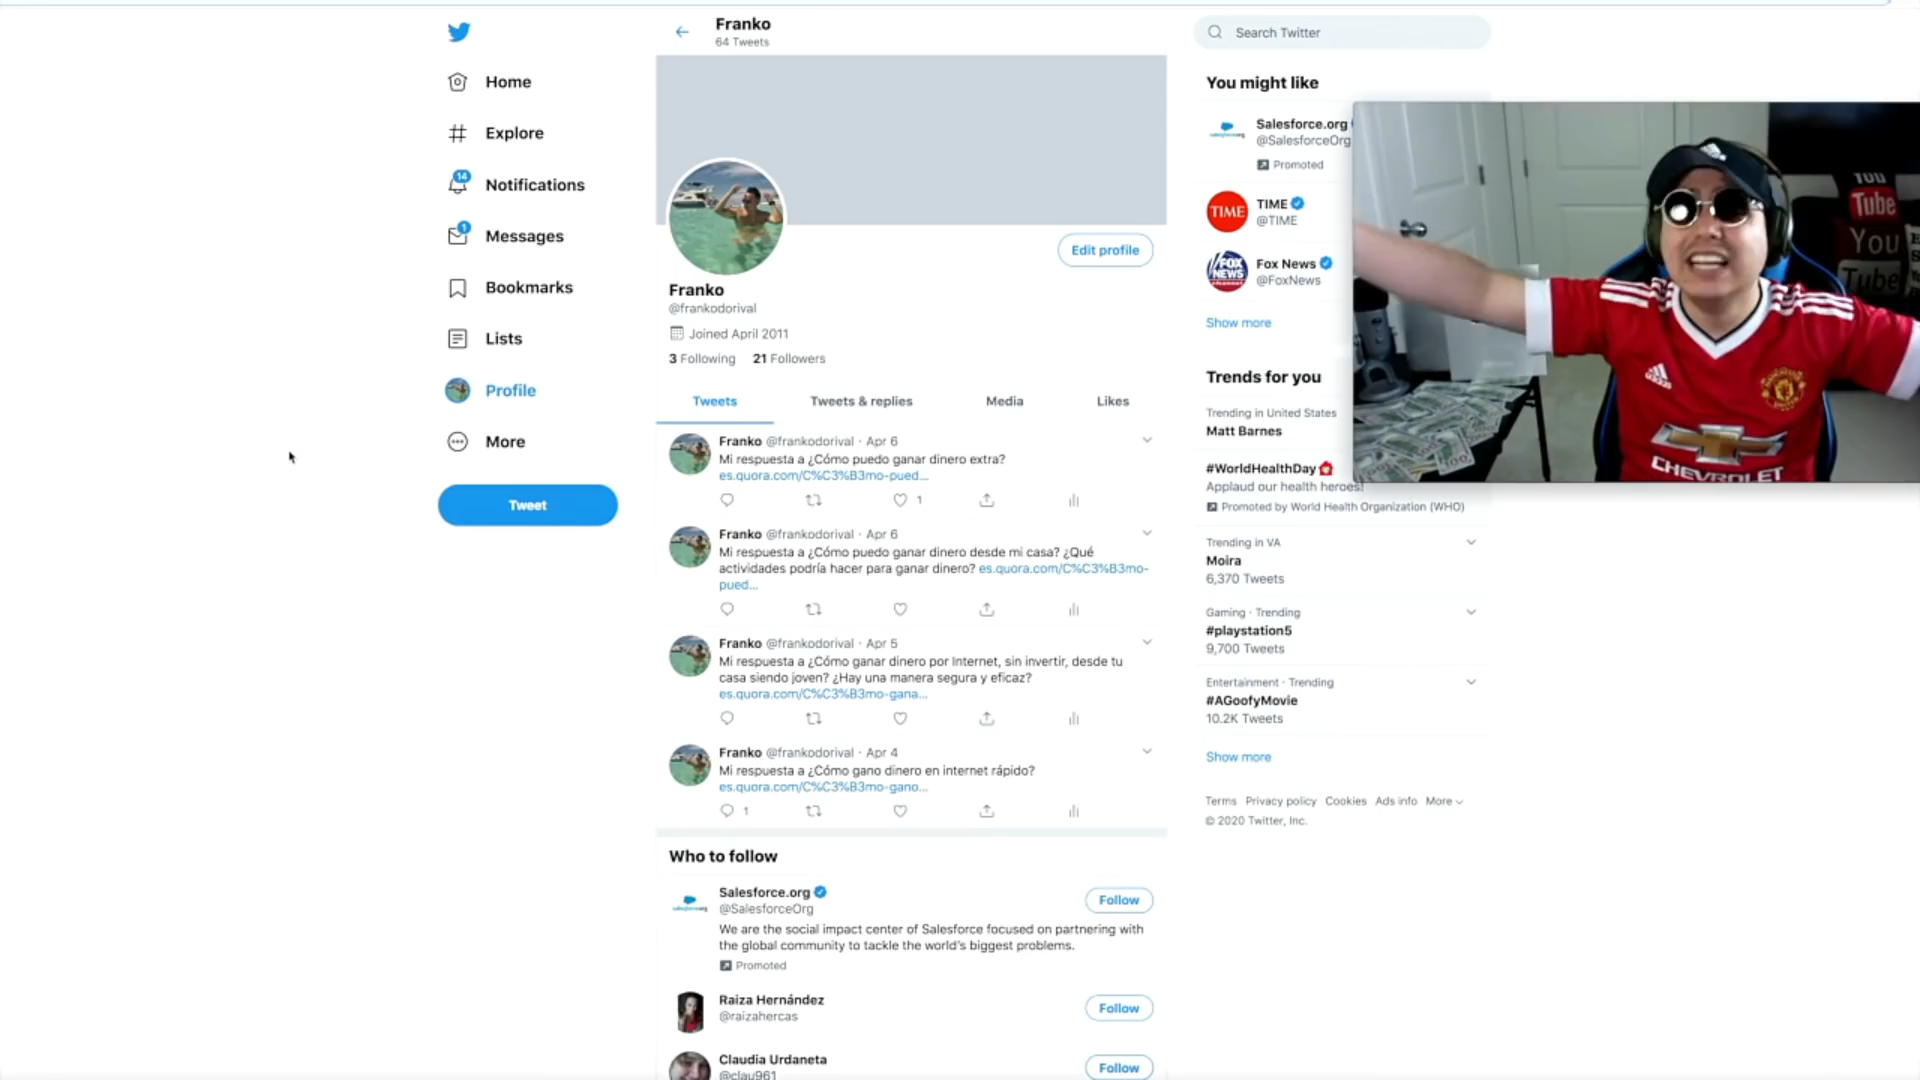 Franko
64 Tweets
Home
Explore
14
Notifications
1
Messages
Bookmarks
Lists
Profile
More
Tweet
Edit profile
Franko
@frankodorival
Joined April 2011
3 Following 21 Followers
Tweets Tweets & replies Media Likes
Franko @frankodorival · Apr 6
Mi respuesta a ¿Cómo puedo ganar dinero extra?
es.quora.com/C%C3%B3mo-pued...
1
Franko @frankodorival · Apr 6
Mi respuesta a ¿Cómo puedo ganar dinero desde mi casa? ¿Qué
actividades podría hacer para ganar dinero? es.quora.com/C%C3%B3mo-
pued...
Franko @frankodorival · Apr 5
Mi respuesta a ¿Cómo ganar dinero por Internet, sin invertir, desde tu
casa siendo joven? ¿Hay una manera segura y eficaz?
es.quora.com/C%C3%B3mo-gana...
Franko @frankodorival · Apr 4
Mi respuesta a ¿Cómo gano dinero en internet rápido?
es.quora.com/C%C3%B3mo-gano...
1
Who to follow
Salesforce.org
@SalesforceOrg
Follow
We are the social impact center of Salesforce focused on partnering with
the global community to tackle the world's biggest problems.
Promoted
Raiza Hernández
@raizahercas
Follow
Claudia Urdaneta
@clau961
Follow
Search Twitter
You might like
Salesforce.org
@SalesforceOrg
Promoted
TIME
TIME
@TIME
FOX
NEWS
Fox News
@FoxNews
Show more
Trends for you
Trending in United States
Matt Barnes
#WorldHealthDay
Applaud our health heroes!
Promoted by World Health Organization (WHO)
Trending in VA
Moira
6,370 Tweets
Gaming · Trending
#playstation5
9,700 Tweets
Entertainment · Trending
#AGoofyMovie
10.2K Tweets
Show more
Terms Privacy policy Cookies Ads info More
© 2020 Twitter, Inc.
You
Tube
You
Tube
adidas
CHEVROLET